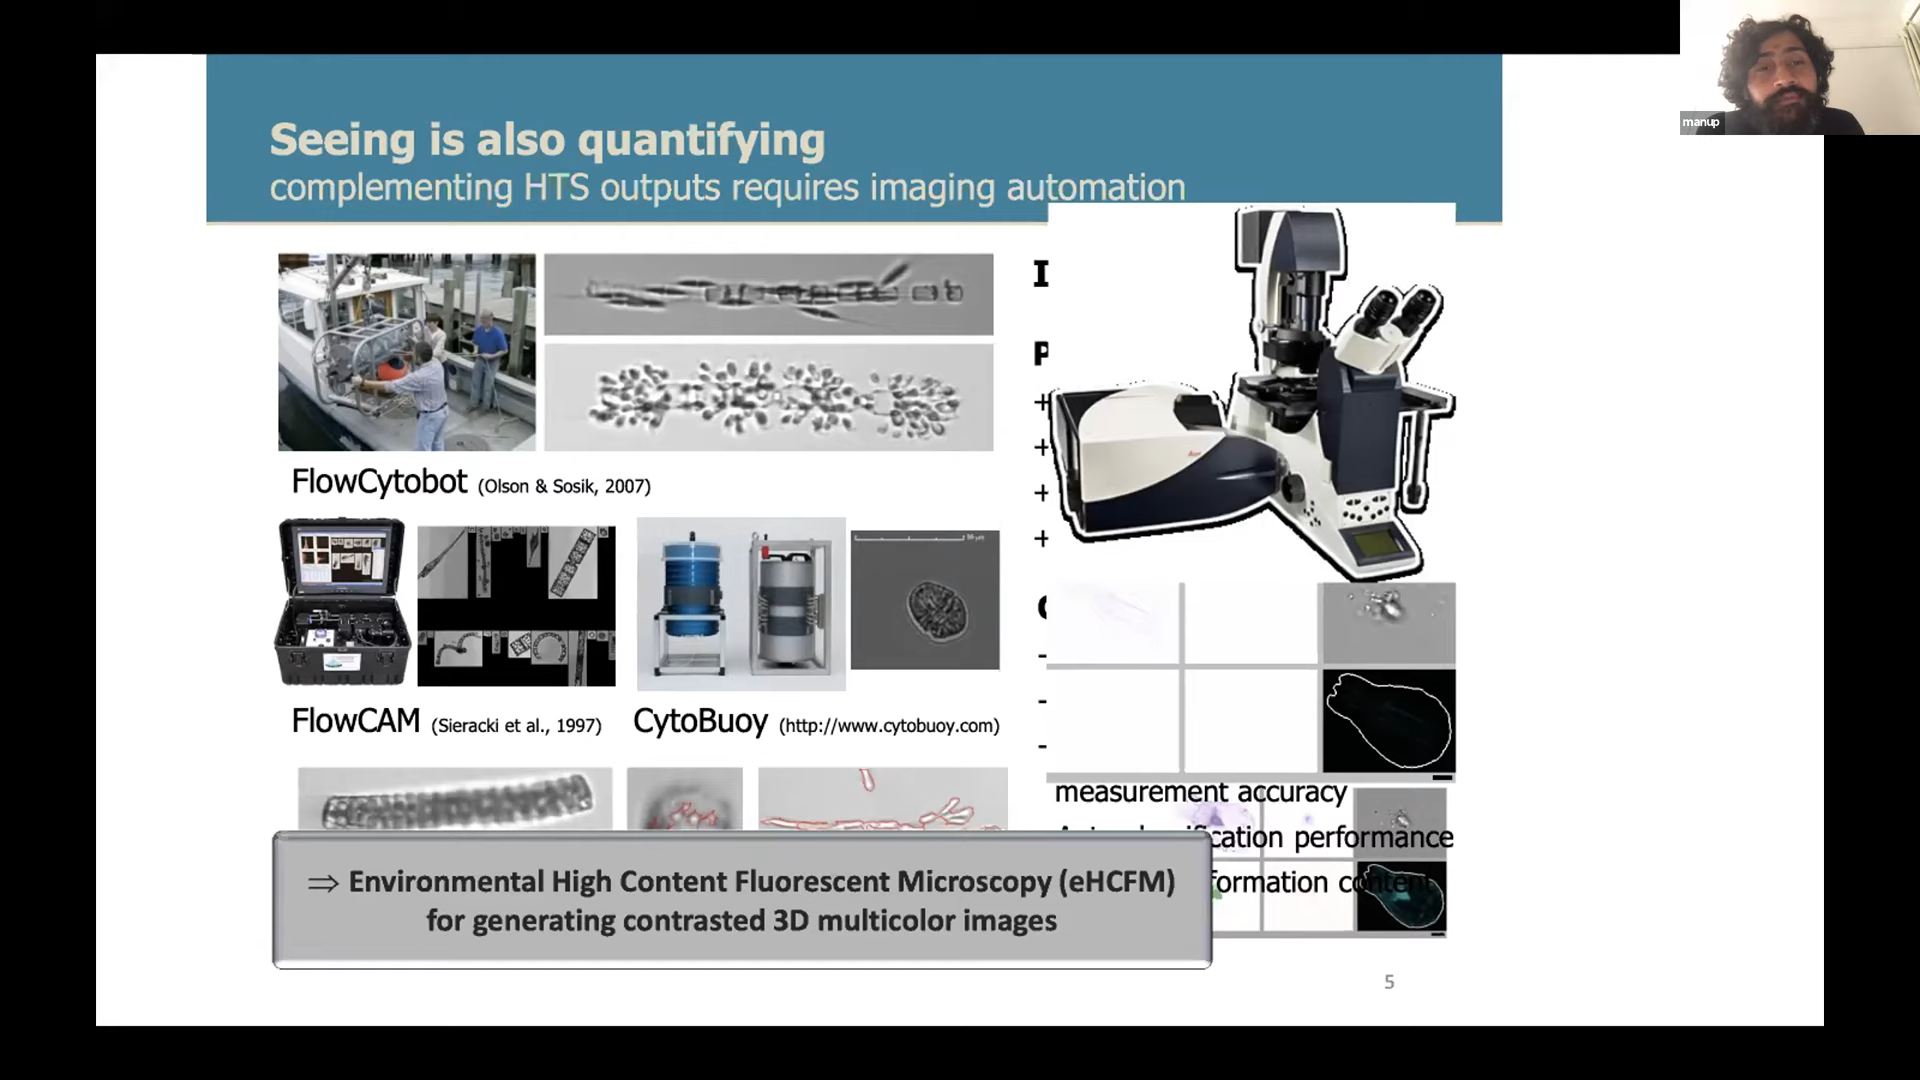 manup
Seeing is also quantifying
complementing HTS outputs requires imaging automation
FlowCytobot (Olson & Sosik, 2007)
I
P
+
+
+
+
FlowCAM (Sieracki et al., 1997)
CytoBuoy (http://www.cytobuoy.com)
-
-
-
measurement accuracy
performance
content
⇒ Environmental High Content Fluorescent Microscopy (eHCFM)
for generating contrasted 3D multicolor images
5